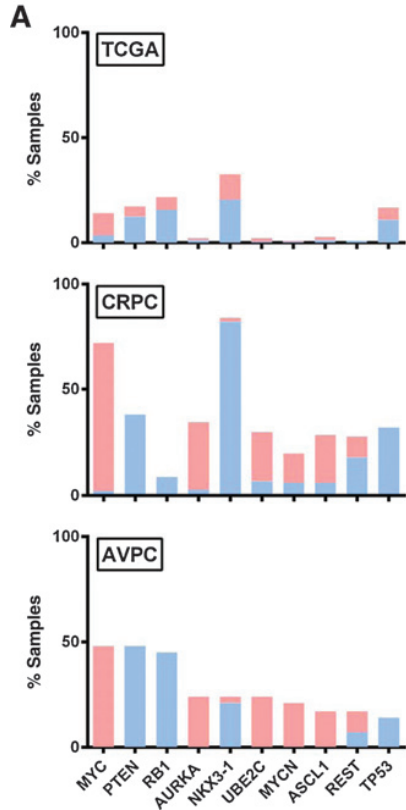 A
TCGA
100
50
0
% Samples
CRPC
100
50
0
% Samples
AVPC
100
50
0
% Samples
MYC
PTEN
RB1
AURKA
NKX3-1
UBE2C
MYCN
ASCL1
REST
TP53